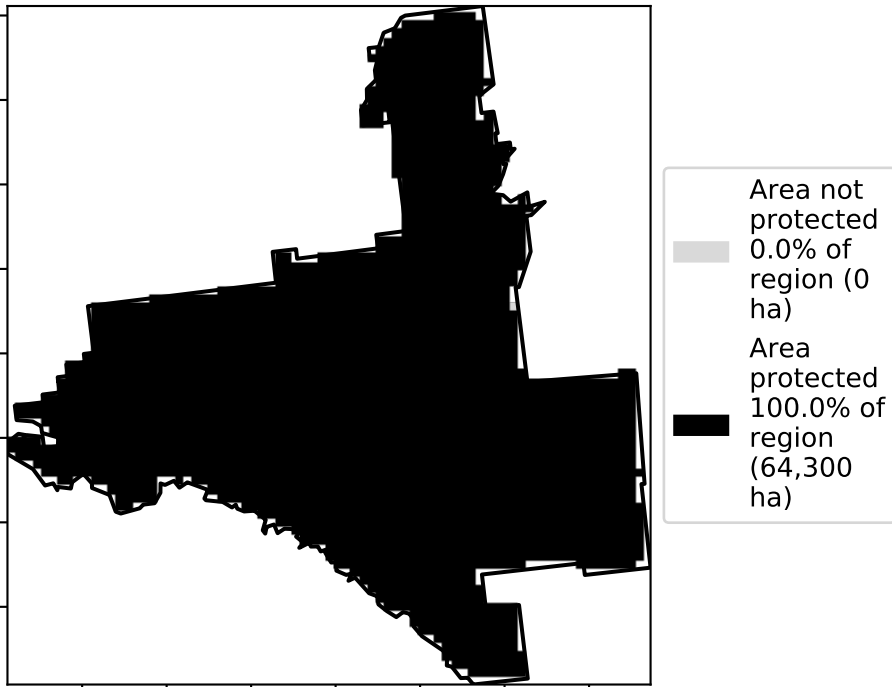 Area not
protected
0.0% of
region (0
ha)
Area
protected
100.0% of
region
(64,300
ha)